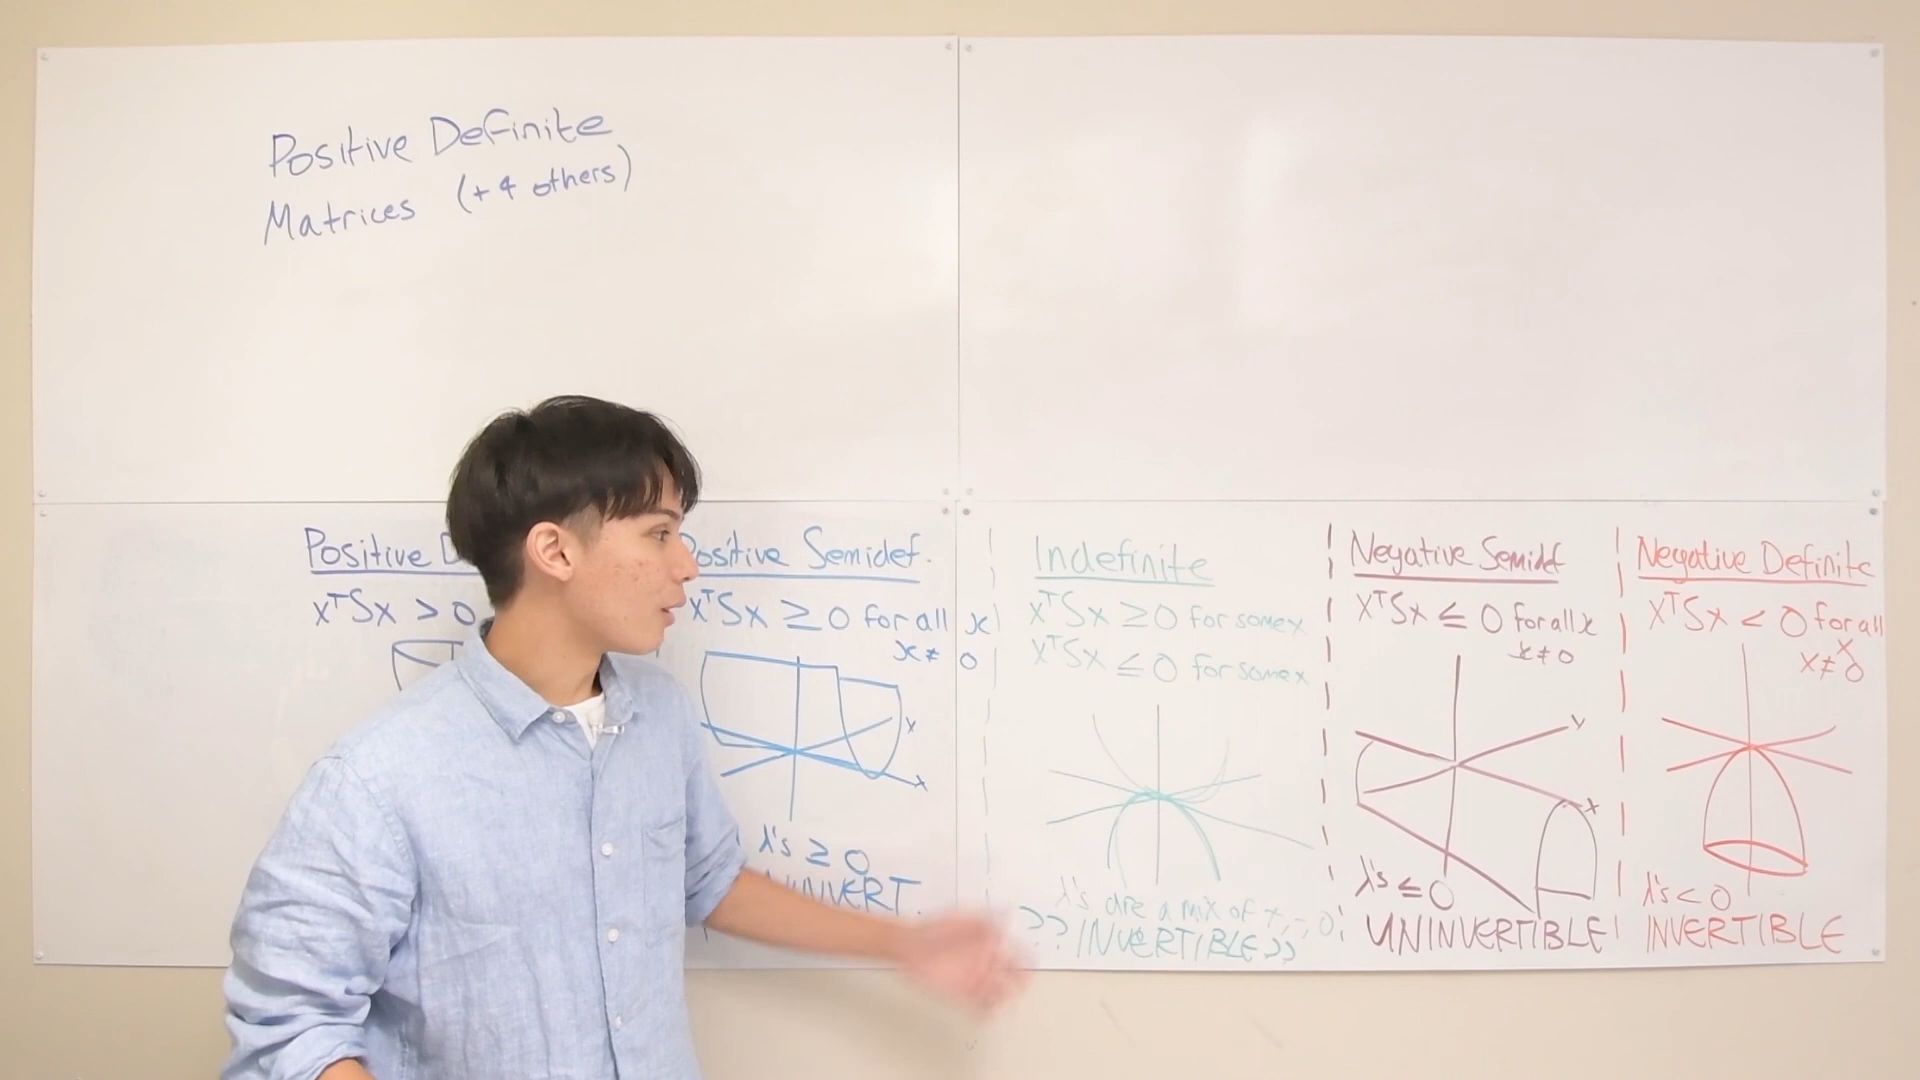 Positive Definite
Matrices (+ 4 others)
Positive D
xᵀSx > 0
Positive Semidef.
xᵀSx ≥ 0 for all x
x ≠ 0
x
x
λ's ≥ 0
Indefinite
xᵀSx ≥ 0 for some x
xᵀSx ≤ 0 for some x
λ's are a mix of +, -, 0
?? INVERTIBLE ??
Negative Semidf
xᵀSx ≤ 0 for all x
x ≠ 0
y
x
λ's ≤ 0
UNINVERTIBLE
Negative Definite
xᵀSx < 0 for all
x
x ≠ 0
λ's < 0
INVERTIBLE